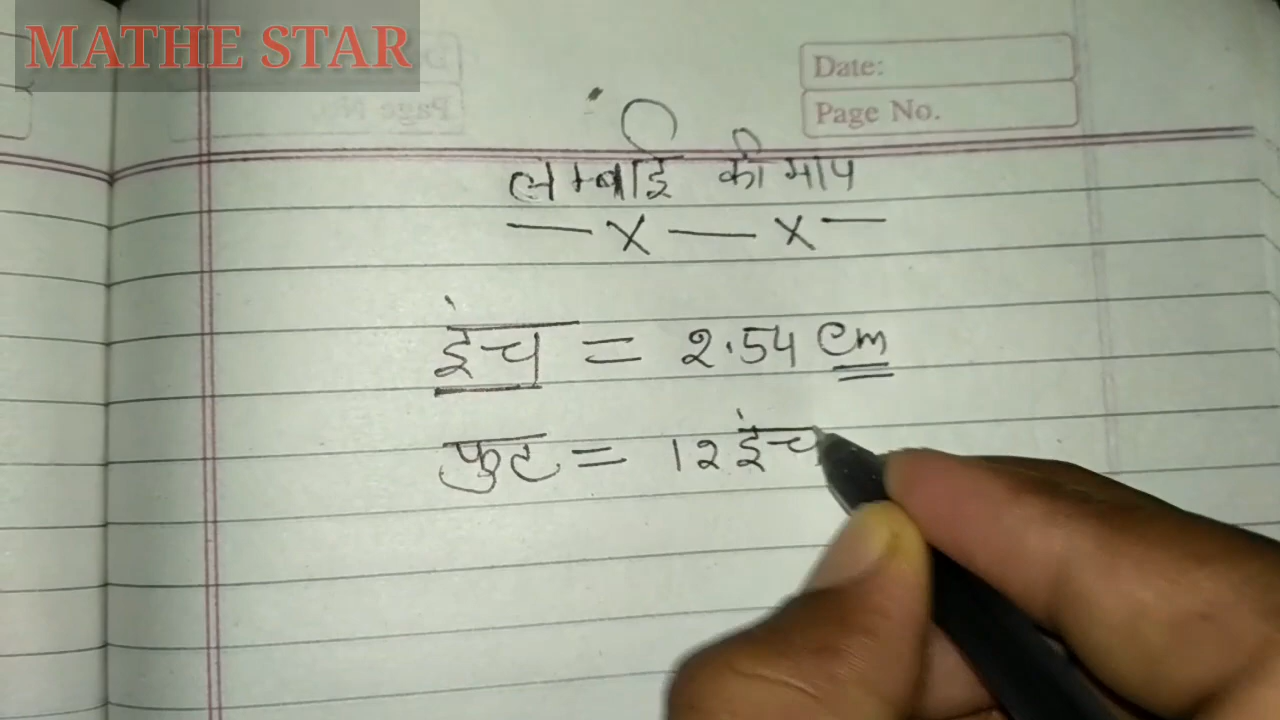 MATHE STAR
Date:
Page No.
लम्बाई की माप
— x — x —
इंच = 2.54 cm
फुट = 12 इंच